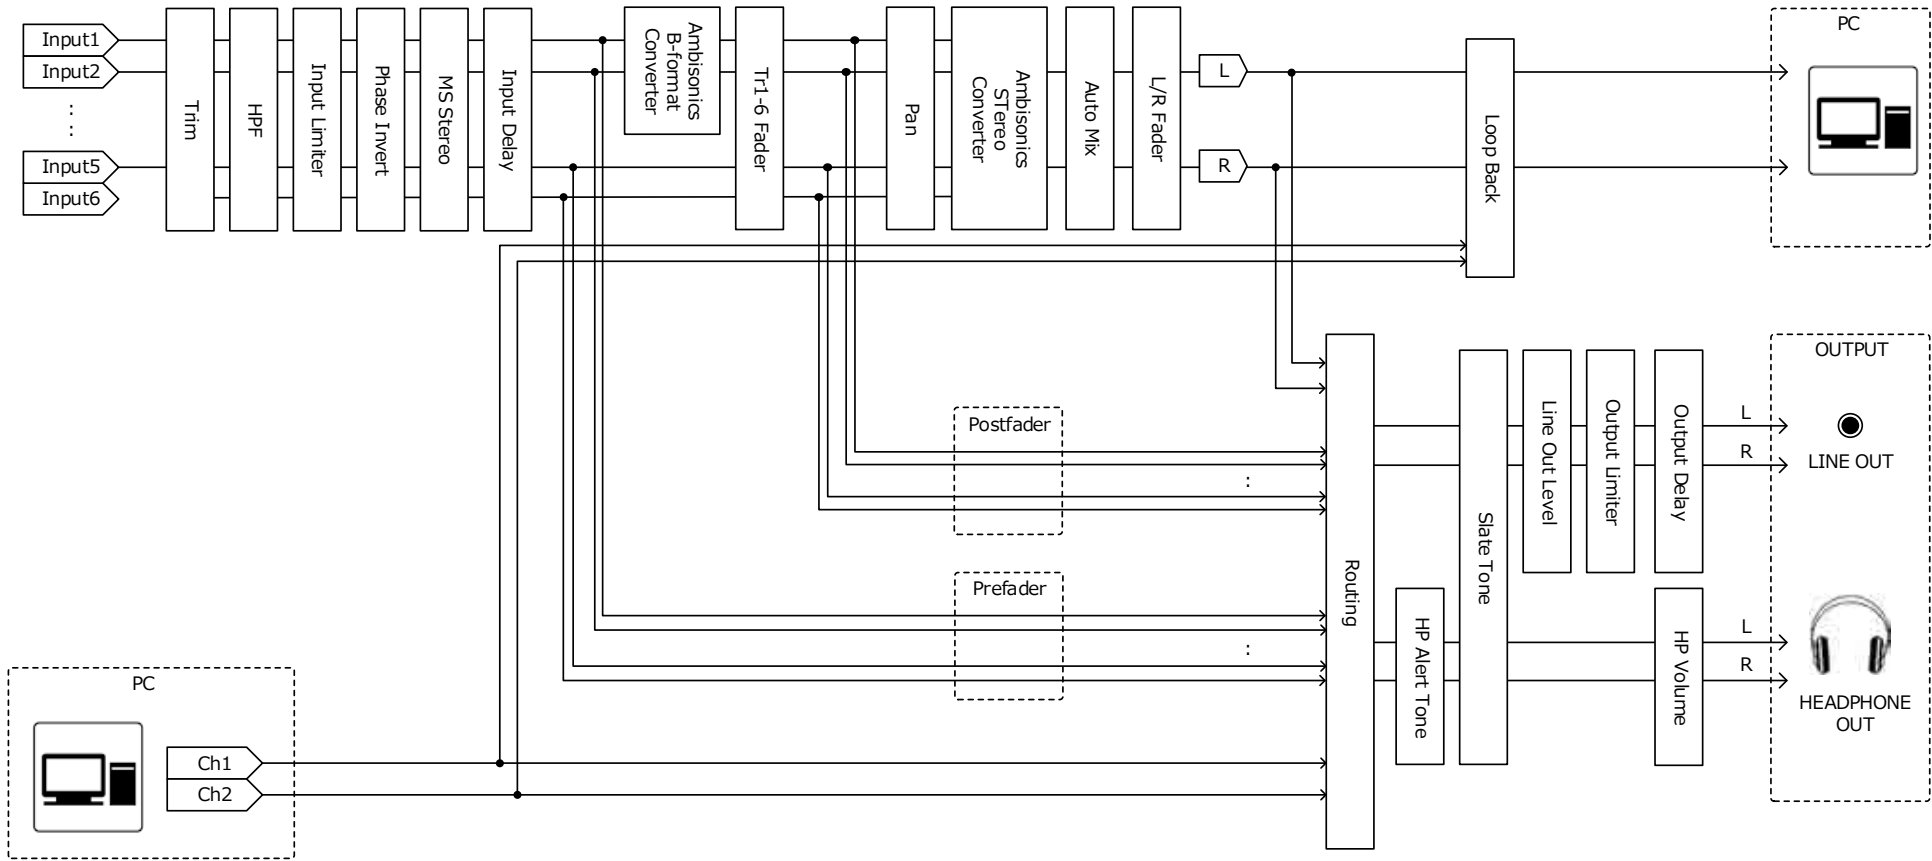 Input1
Input2
:
:
Input5
Input6
Trim
HPF
Input Limiter
Phase Invert
MS Stereo
Input Delay
Ambisonics
B-format
Converter
Tr1-6 Fader
Pan
Ambisonics
STereo
Converter
Auto Mix
L/R Fader
L
R
Loop Back
PC
Postfader
:
Prefader
:
PC
Ch1
Ch2
Routing
HP Alert Tone
Slate Tone
Line Out Level
Output Limiter
Output Delay
HP Volume
L
R
L
R
OUTPUT
LINE OUT
HEADPHONE
OUT